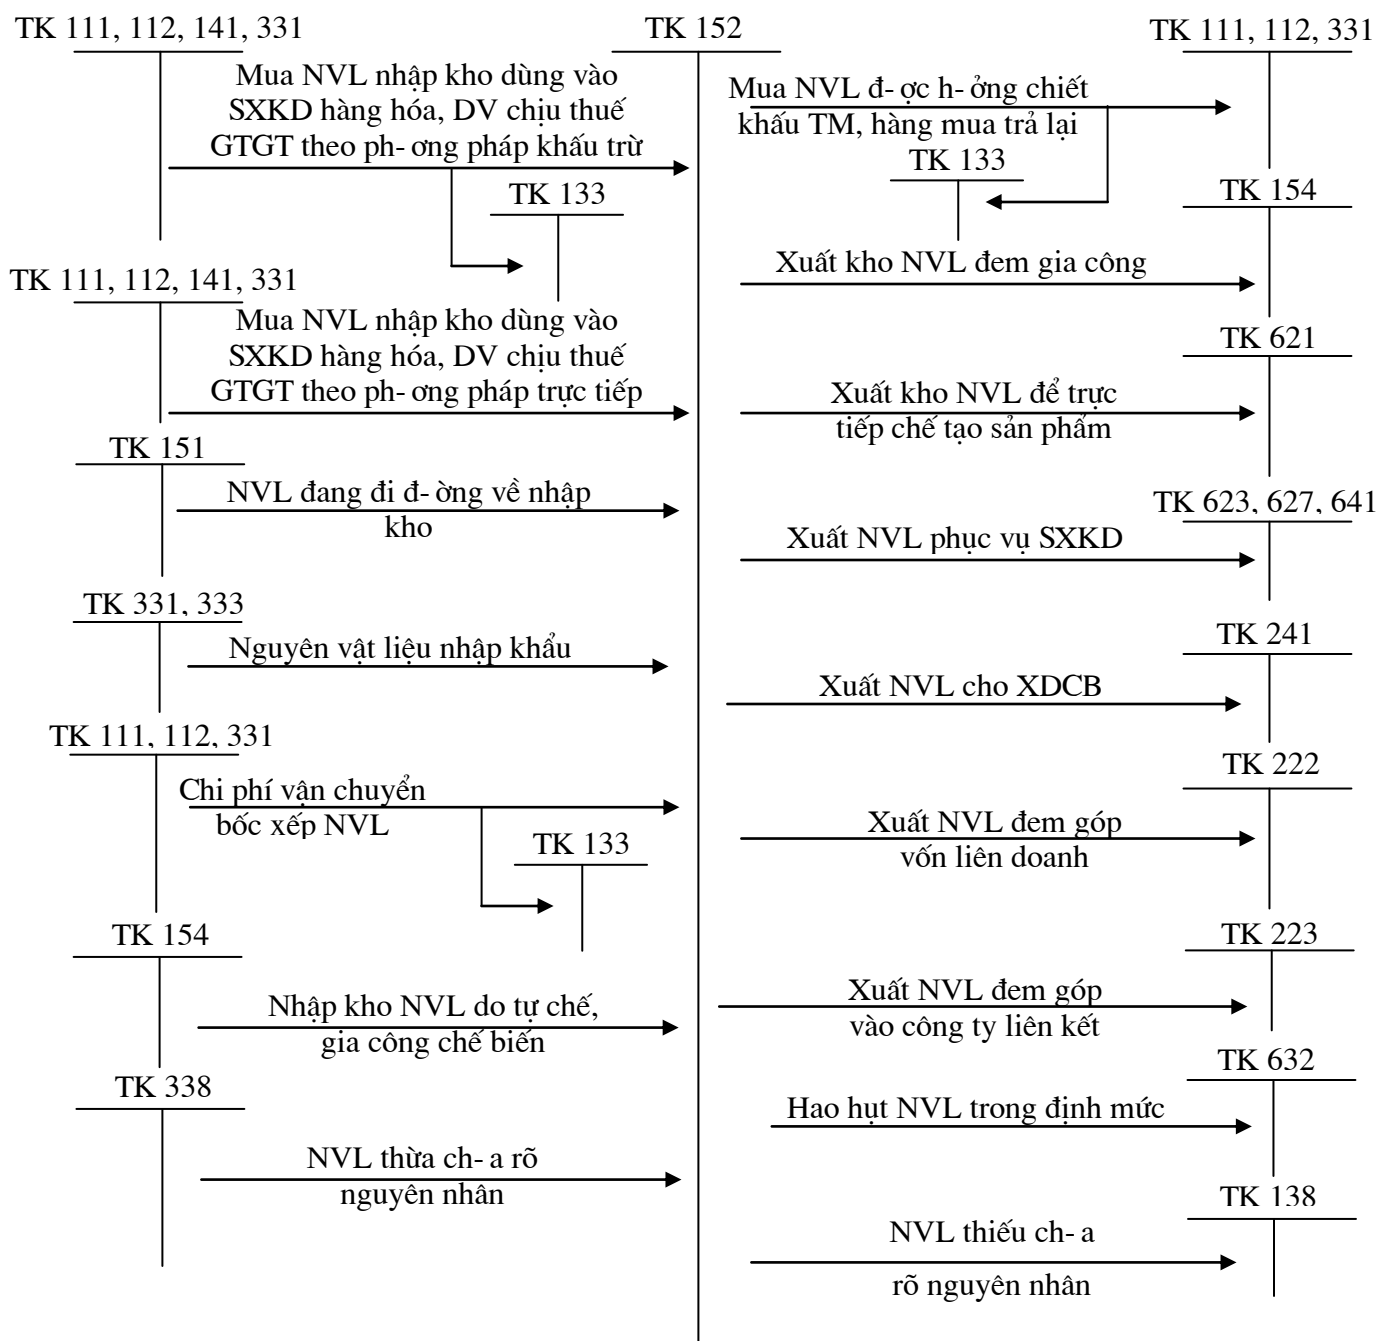 TK 111, 112, 141, 331
Mua NVL nhập kho dùng vào
SXKD hàng hóa, DV chịu thuế
GTGT theo ph- ơng pháp khấu trừ
TK 133
TK 111, 112, 141, 331
Mua NVL nhập kho dùng vào
SXKD hàng hóa, DV chịu thuế
GTGT theo ph- ơng pháp trực tiếp
TK 151
NVL đang đi đ- ờng về nhập
kho
TK 331, 333
Nguyên vật liệu nhập khẩu
TK 111, 112, 331
Chi phí vận chuyển
bốc xếp NVL
TK 133
TK 154
Nhập kho NVL do tự chế,
gia công chế biến
TK 338
NVL thừa ch- a rõ
nguyên nhân
TK 152
TK 111, 112, 331
Mua NVL đ- ợc h- ởng chiết
khấu TM, hàng mua trả lại
TK 133
TK 154
Xuất kho NVL đem gia công
TK 621
Xuất kho NVL để trực
tiếp chế tạo sản phẩm
TK 623, 627, 641
Xuất NVL phục vụ SXKD
TK 241
Xuất NVL cho XDCB
TK 222
Xuất NVL đem góp
vốn liên doanh
TK 223
Xuất NVL đem góp
vào công ty liên kết
TK 632
Hao hụt NVL trong định mức
TK 138
NVL thiếu ch- a
rõ nguyên nhân